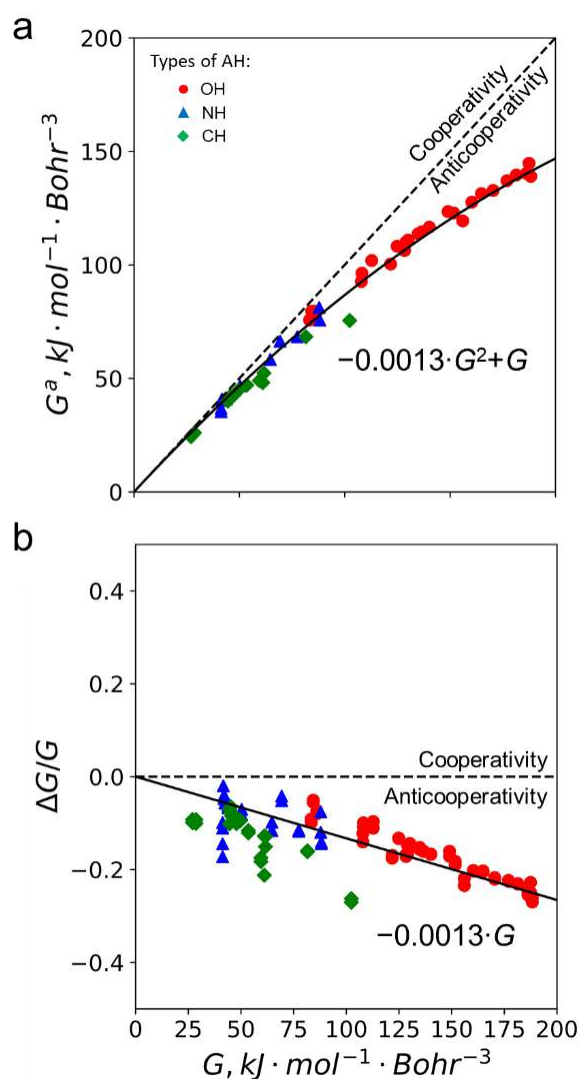 a
200
150
100
50
0
Gᵃ, kJ · mol⁻¹ · Bohr⁻³
Types of AH:
OH
NH
CH
Cooperativity
Anticooperativity
−0.0013·G²+G
b
0.4
0.2
0.0
−0.2
−0.4
ΔG/G
Cooperativity
Anticooperativity
−0.0013·G
0 25 50 75 100 125 150 175 200
G, kJ · mol⁻¹ · Bohr⁻³